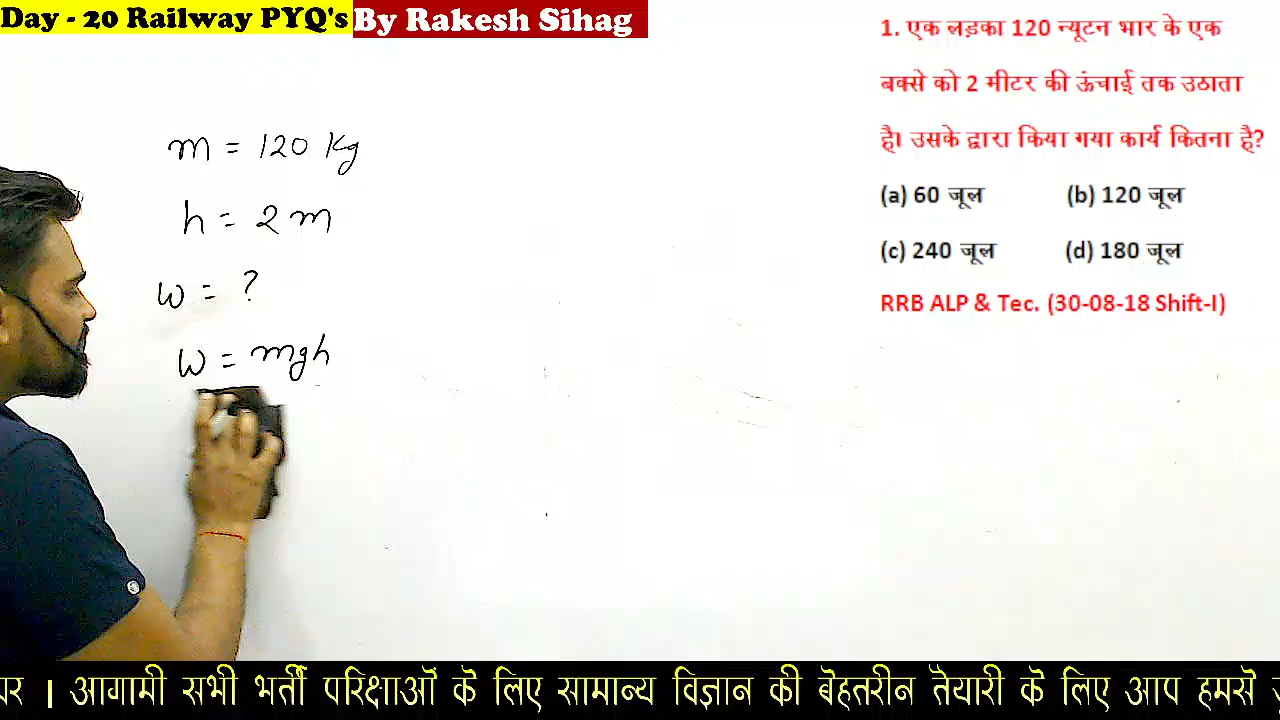 Day - 20 Railway PYQ's By Rakesh Sihag
1. एक लड़का 120 न्यूटन भार के एक
बक्से को 2 मीटर की ऊंचाई तक उठाता
है। उसके द्वारा किया गया कार्य कितना है?
(a) 60 जूल (b) 120 जूल
(c) 240 जूल (d) 180 जूल
RRB ALP & Tec. (30-08-18 Shift-I)
m = 120 Kg
h = 2 m
w = ?
w = mgh
। आगामी सभी भर्ती परिक्षाओं के लिए सामान्य विज्ञान की बेहतरीन तैयारी के लिए आप हमसे